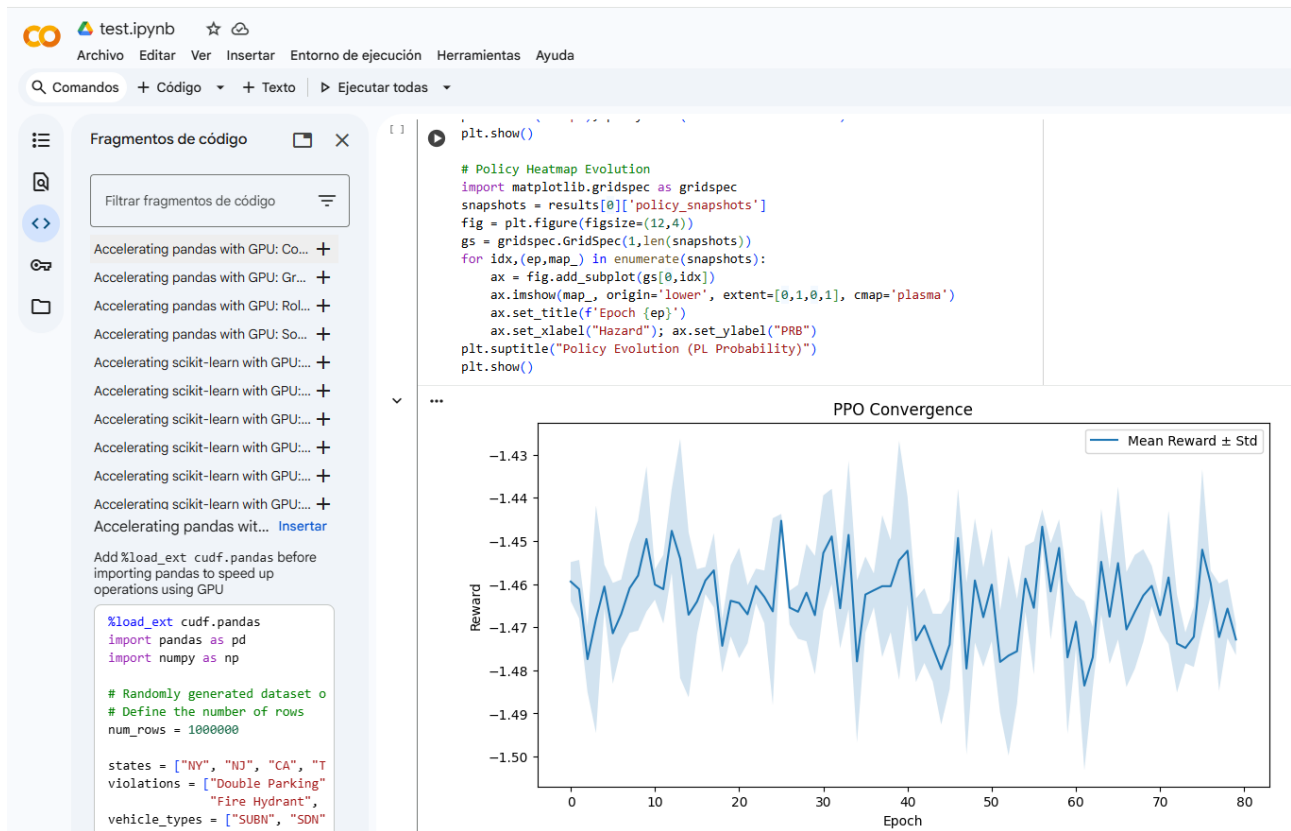 CO
test.ipynb
Archivo Editar Ver Insertar Entorno de ejecución Herramientas Ayuda
Comandos + Código + Texto Ejecutar todas
Fragmentos de código
Filtrar fragmentos de código
Accelerating pandas with GPU: Co... +
Accelerating pandas with GPU: Gr... +
Accelerating pandas with GPU: Rol... +
Accelerating pandas with GPU: So... +
Accelerating scikit-learn with GPU:... +
Accelerating scikit-learn with GPU:... +
Accelerating scikit-learn with GPU:... +
Accelerating scikit-learn with GPU:... +
Accelerating scikit-learn with GPU:... +
Accelerating scikit-learn with GPU:... +
Accelerating pandas wit... Insertar
Add %load_ext cudf.pandas before
importing pandas to speed up
operations using GPU
%load_ext cudf.pandas
import pandas as pd
import numpy as np
# Randomly generated dataset o
# Define the number of rows
num_rows = 1000000
states = ["NY", "NJ", "CA", "T
violations = ["Double Parking"
"Fire Hydrant",
vehicle_types = ["SUBN", "SDN"
[ ]
plt.show()
# Policy Heatmap Evolution
import matplotlib.gridspec as gridspec
snapshots = results[0]['policy_snapshots']
fig = plt.figure(figsize=(12,4))
gs = gridspec.GridSpec(1,len(snapshots))
for idx,(ep,map_) in enumerate(snapshots):
    ax = fig.add_subplot(gs[0,idx])
    ax.imshow(map_, origin='lower', extent=[0,1,0,1], cmap='plasma')
    ax.set_title(f'Epoch {ep}')
    ax.set_xlabel("Hazard"); ax.set_ylabel("PRB")
plt.suptitle("Policy Evolution (PL Probability)")
plt.show()
PPO Convergence
Mean Reward ± Std
Reward
−1.43
−1.44
−1.45
−1.46
−1.47
−1.48
−1.49
−1.50
0 10 20 30 40 50 60 70 80
Epoch